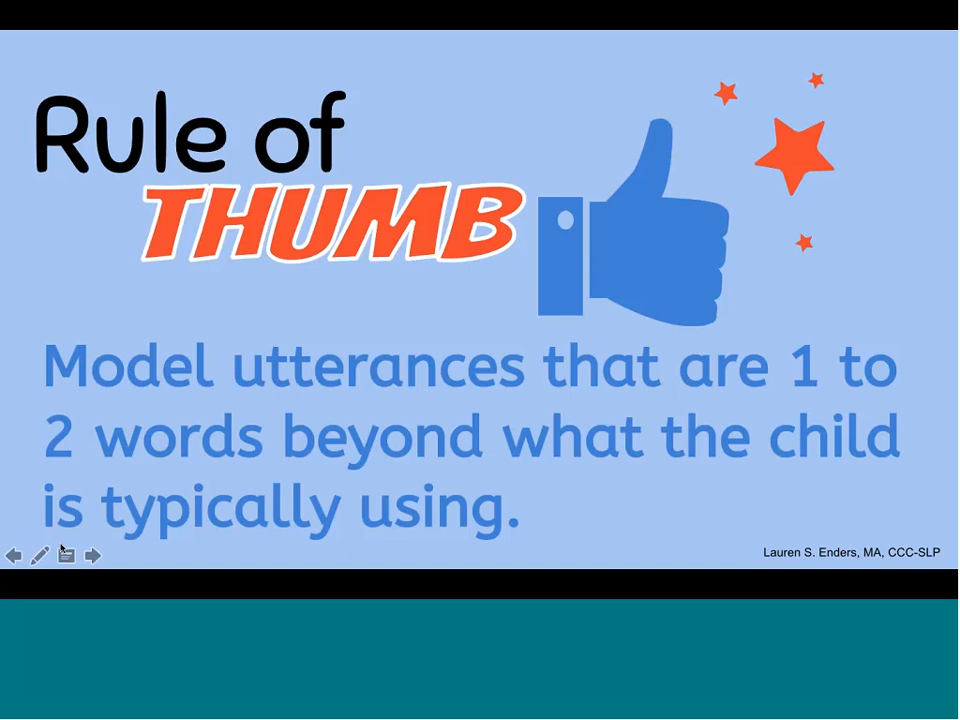 Rule of
THUMB
Model utterances that are 1 to
2 words beyond what the child
is typically using.
Lauren S. Enders, MA, CCC-SLP